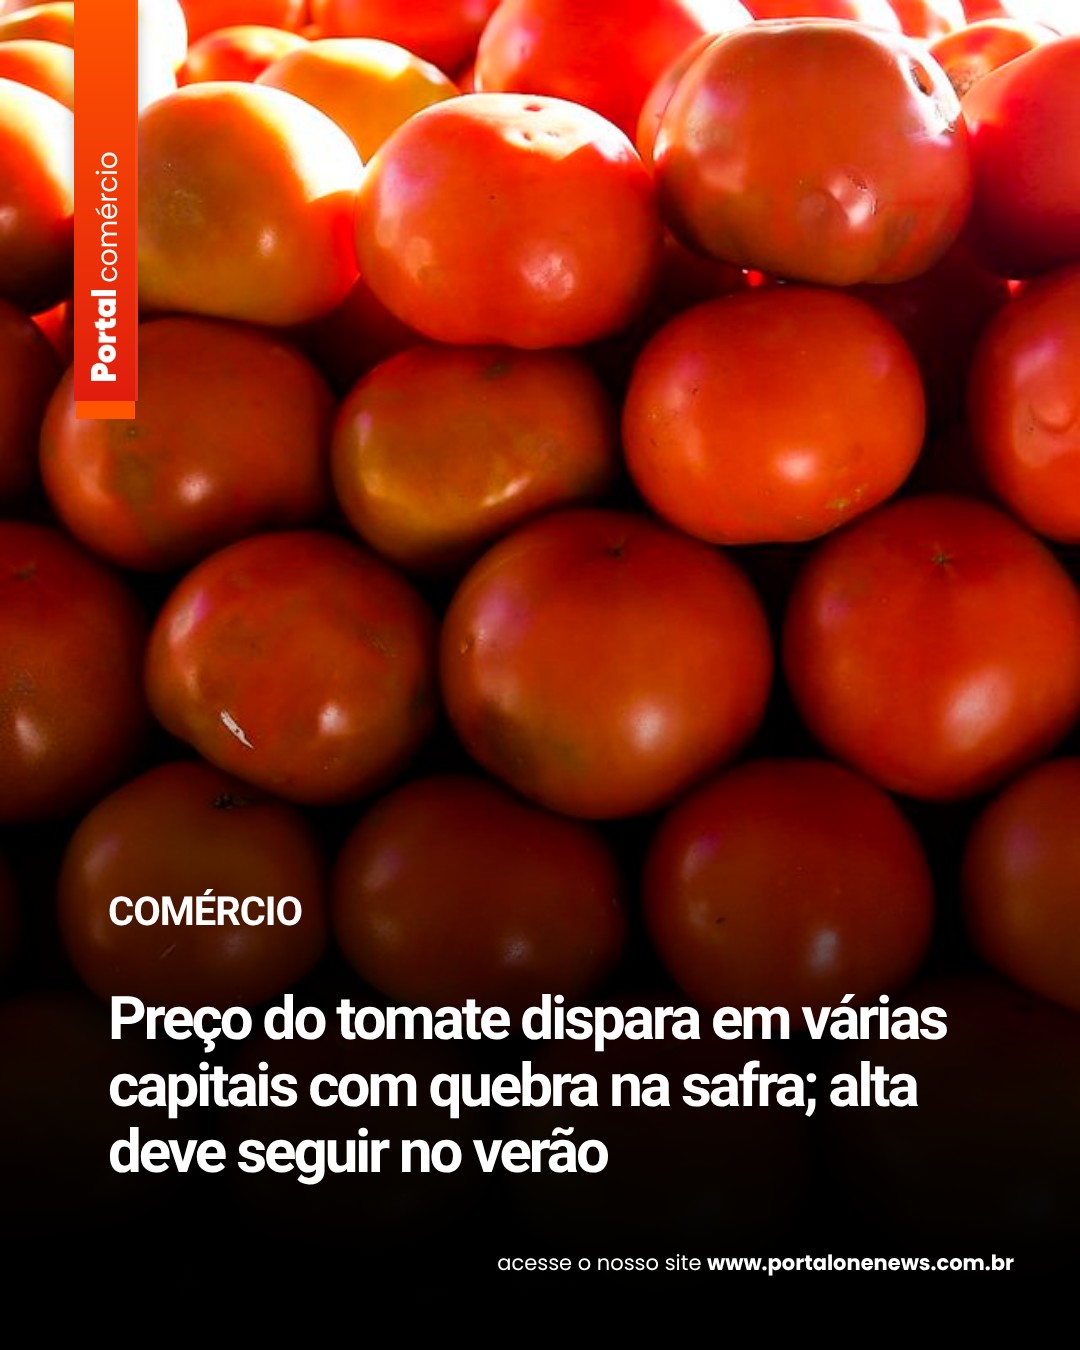 Portal comércio
COMÉRCIO
Preço do tomate dispara em várias
capitais com quebra na safra; alta
deve seguir no verão
acesse o nosso site www.portalonenews.com.br